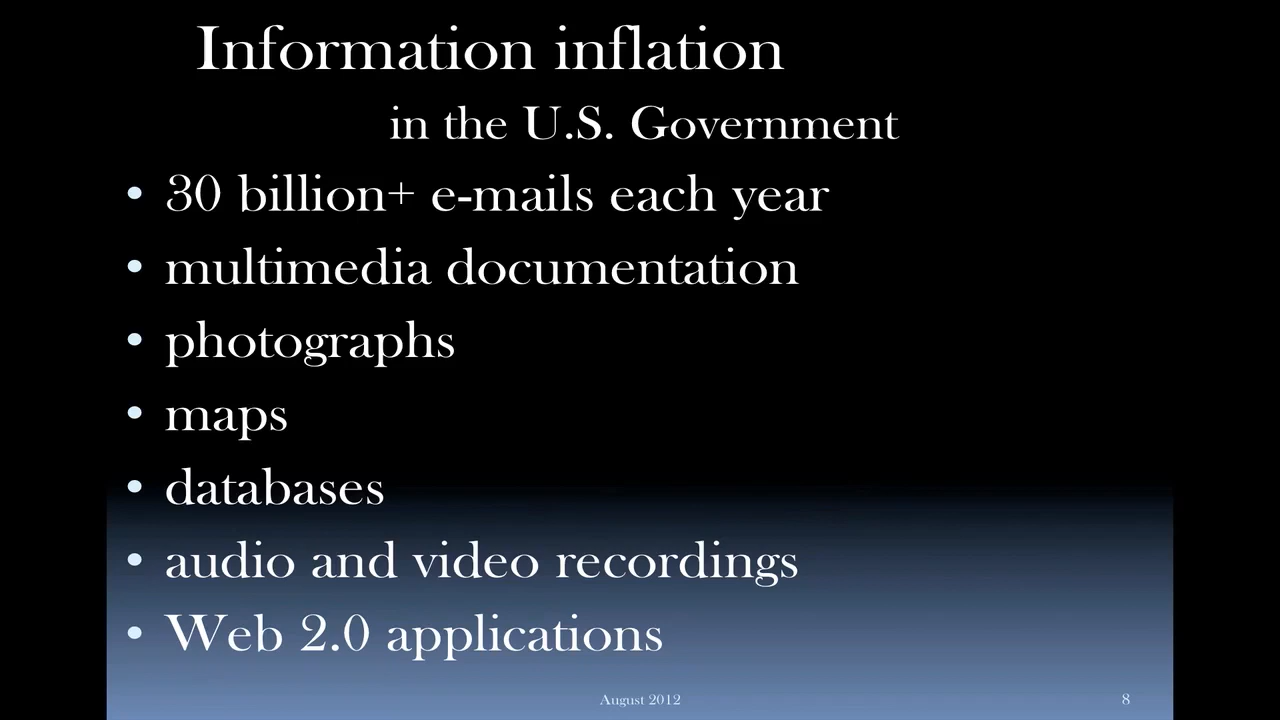 Information inflation
in the U.S. Government
• 30 billion+ e-mails each year
• multimedia documentation
• photographs
• maps
• databases
• audio and video recordings
• Web 2.0 applications
August 2012
8